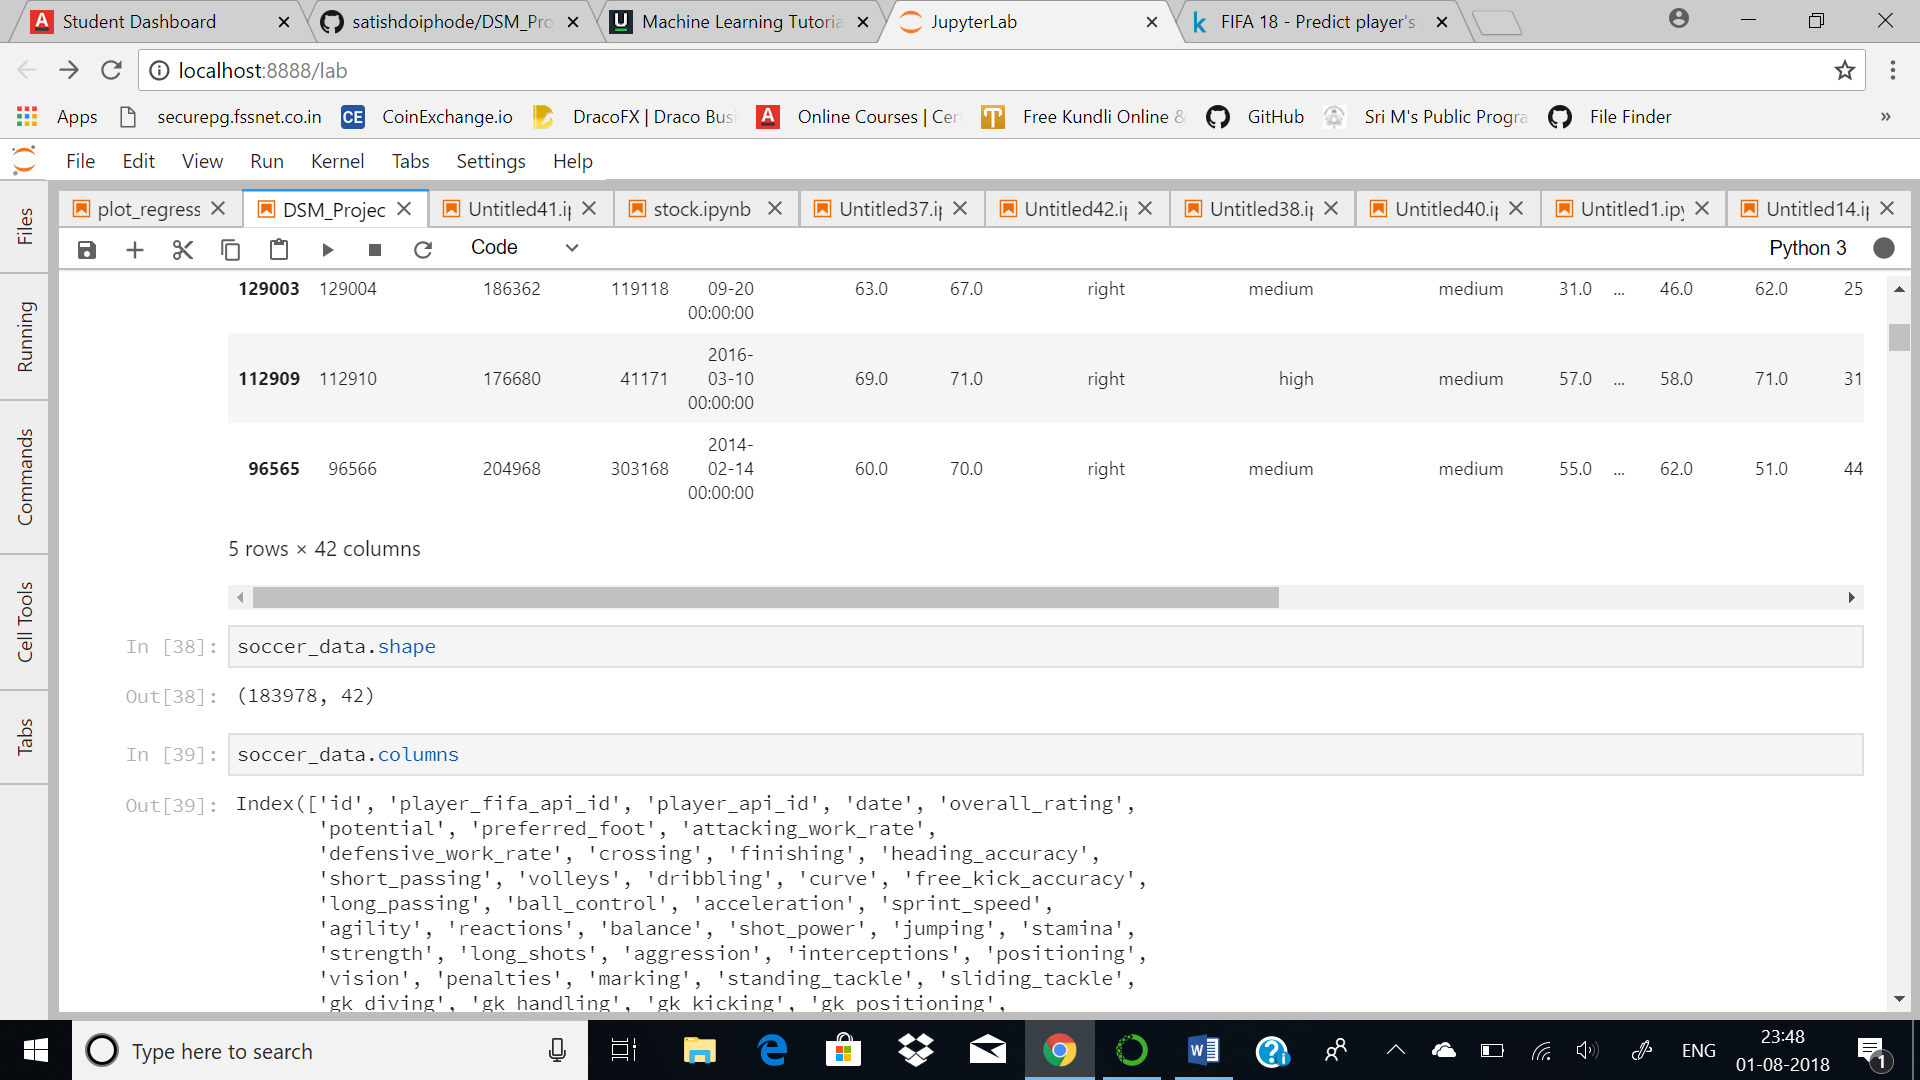 Student Dashboard
satishdoiphode/DSM_Pro
Machine Learning Tutoria
JupyterLab
FIFA 18 - Predict player's
localhost:8888/lab
Apps securepg.fssnet.co.in CE CoinExchange.io DracoFX | Draco Busi Online Courses | Cert Free Kundli Online & GitHub Sri M's Public Progra File Finder »
File Edit View Run Kernel Tabs Settings Help
plot_regress DSM_Projec Untitled41.ip stock.ipynb Untitled37.ip Untitled42.ip Untitled38.ip Untitled40.ip Untitled1.ipy Untitled14.ip
Code Python 3
Files
Running
Commands
Cell Tools
Tabs
129003 129004 186362 119118 09-20 63.0 67.0 right medium medium 31.0 ... 46.0 62.0 25
00:00:00
2016-
112909 112910 176680 41171 03-10 69.0 71.0 right high medium 57.0 ... 58.0 71.0 31
00:00:00
2014-
96565 96566 204968 303168 02-14 60.0 70.0 right medium medium 55.0 ... 62.0 51.0 44
00:00:00
5 rows × 42 columns
In [38]: soccer_data.shape
Out[38]: (183978, 42)
In [39]: soccer_data.columns
Out[39]: Index(['id', 'player_fifa_api_id', 'player_api_id', 'date', 'overall_rating',
'potential', 'preferred_foot', 'attacking_work_rate',
'defensive_work_rate', 'crossing', 'finishing', 'heading_accuracy',
'short_passing', 'volleys', 'dribbling', 'curve', 'free_kick_accuracy',
'long_passing', 'ball_control', 'acceleration', 'sprint_speed',
'agility', 'reactions', 'balance', 'shot_power', 'jumping', 'stamina',
'strength', 'long_shots', 'aggression', 'interceptions', 'positioning',
'vision', 'penalties', 'marking', 'standing_tackle', 'sliding_tackle',
'gk_diving', 'gk_handling', 'gk_kicking', 'gk_positioning',
Type here to search
ENG
23:48
01-08-2018
1